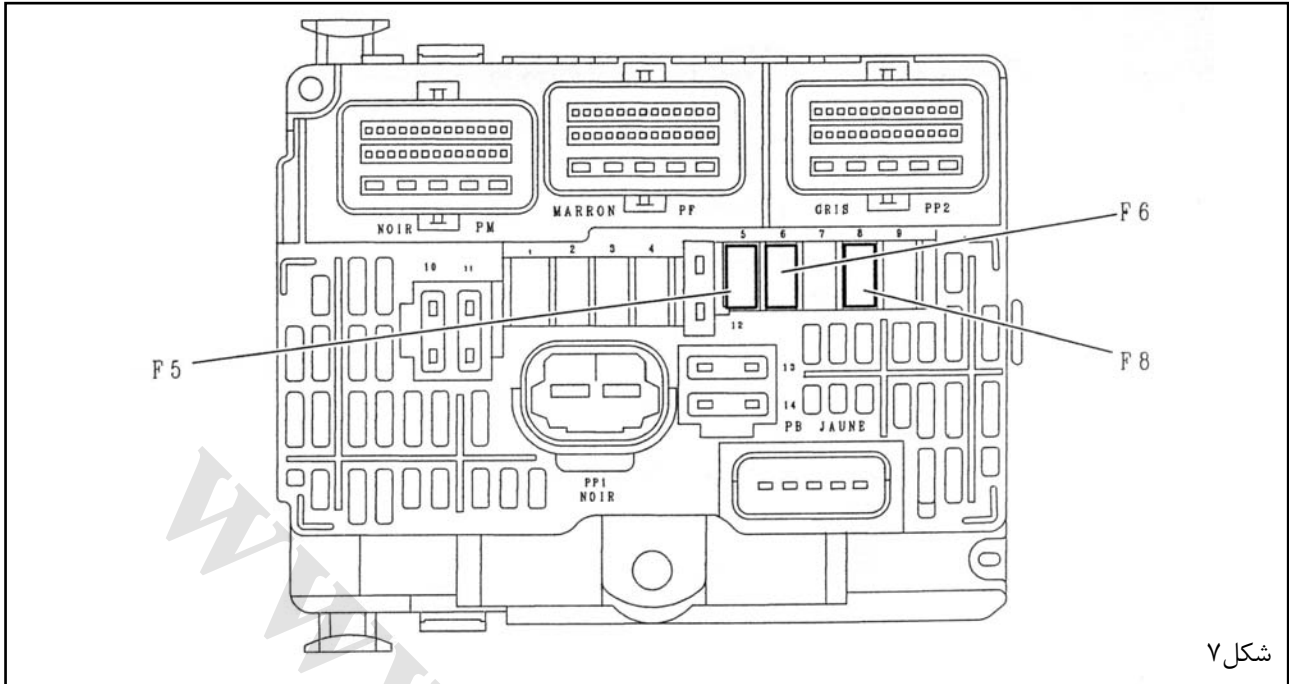 NOIR PM
MARRON PF
GRIS PP2
F 6
10 11
1 2 3 4
5 6 7 8 9
12
F 5
F 8
13
14
PB JAUNE
PP1
NOIR
شکل۷